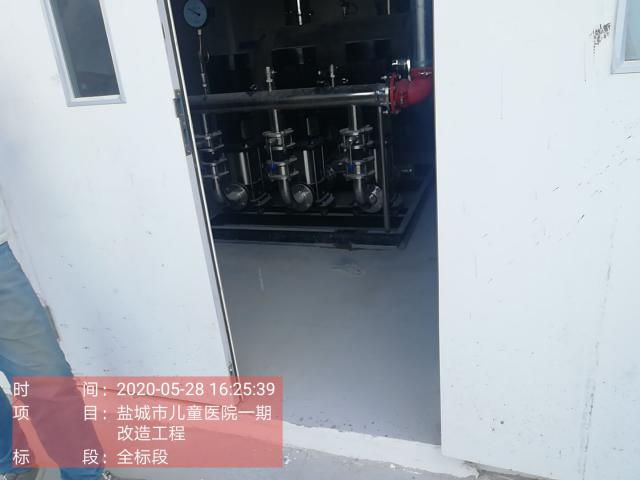 时 间：2020-05-28 16:25:39
项 目：盐城市儿童医院一期
改造工程
标 段：全标段